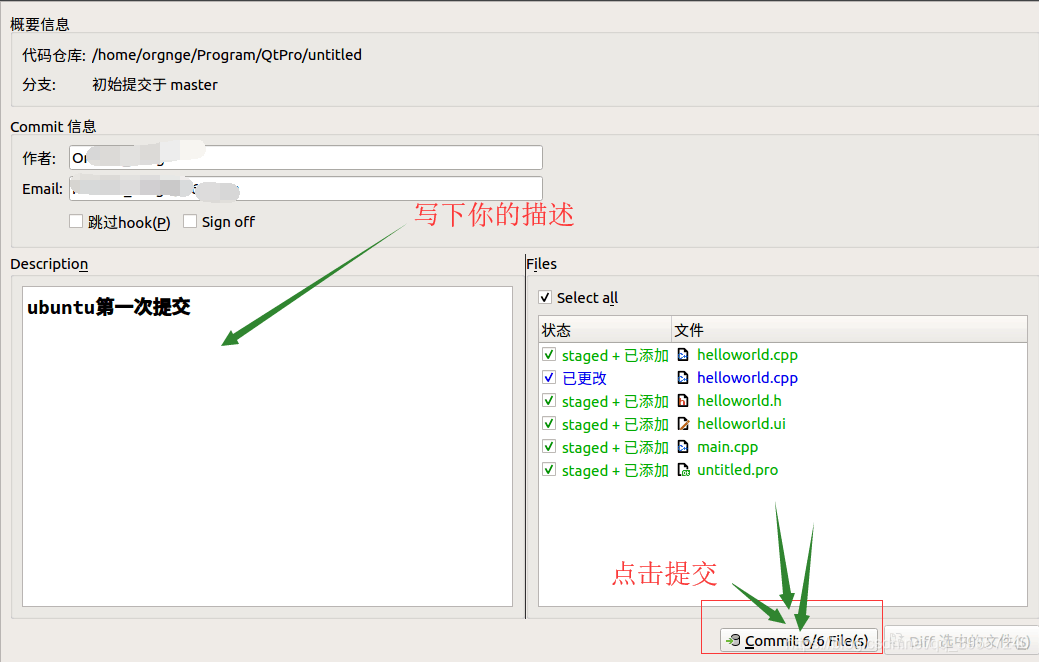 概要信息
代码仓库: /home/orgnge/Program/QtPro/untitled
分支: 初始提交于 master
Commit 信息
作者:
Email:
跳过hook(P) Sign off
写下你的描述
Description
ubuntu第一次提交
Files
Select all
状态 文件
staged + 已添加 helloworld.cpp
已更改 helloworld.cpp
staged + 已添加 helloworld.h
staged + 已添加 helloworld.ui
staged + 已添加 main.cpp
staged + 已添加 untitled.pro
点击提交
Commit 6/6 File(s)
Diff 选中的文件(S)